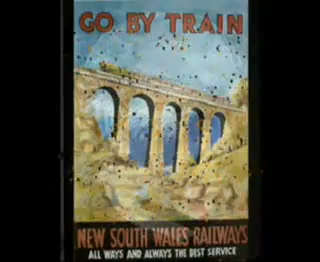 GO BY TRAIN
NEW SOUTH WALES RAILWAYS
ALL WAYS AND ALWAYS THE BEST SERVICE